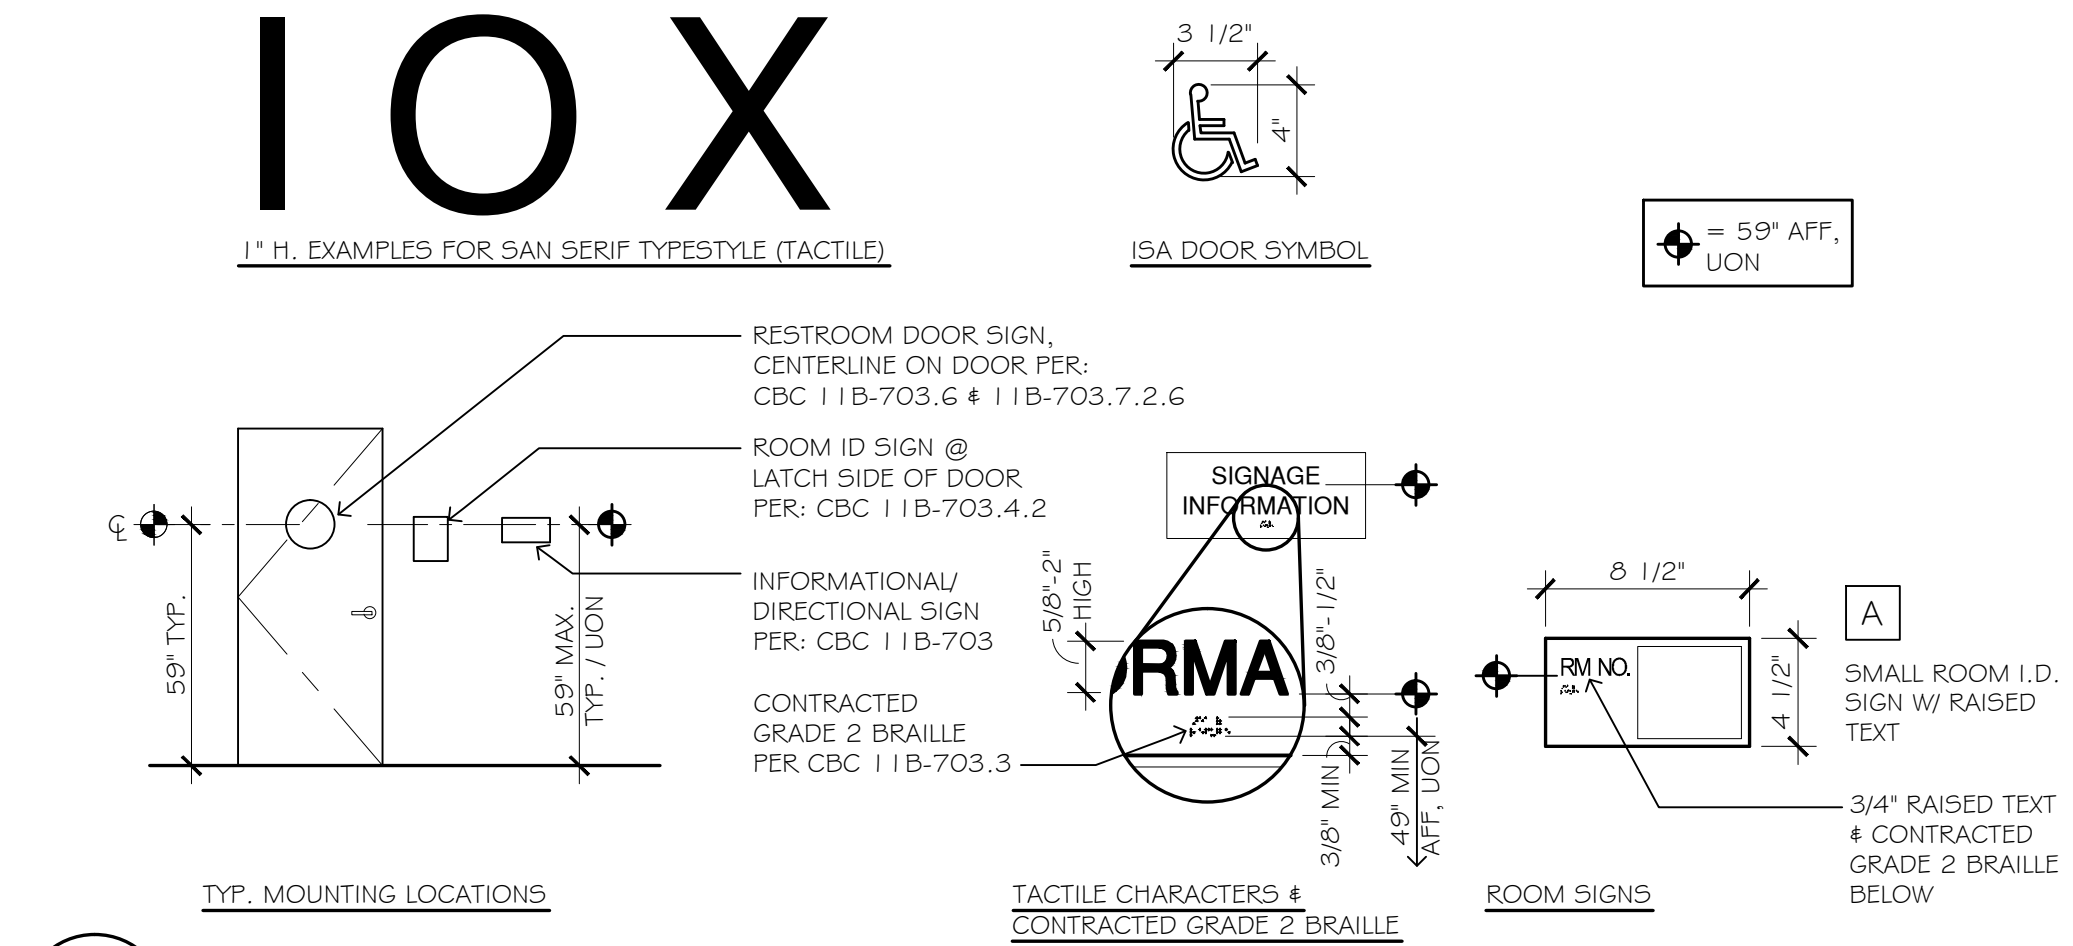 I O X
1" H. EXAMPLES FOR SAN SERIF TYPESTYLE (TACTILE)
3 1/2"
4"
ISA DOOR SYMBOL
= 59" AFF,
UON
RESTROOM DOOR SIGN,
CENTERLINE ON DOOR PER:
CBC 11B-703.6 & 11B-703.7.2.6
ROOM ID SIGN @
LATCH SIDE OF DOOR
PER: CBC 11B-703.4.2
INFORMATIONAL/
DIRECTIONAL SIGN
PER: CBC 11B-703
CONTRACTED
GRADE 2 BRAILLE
PER CBC 11B-703.3
CL
59" TYP.
59" MAX.
TYP. / UON
TYP. MOUNTING LOCATIONS
SIGNAGE
INFORMATION
5/8"-2"
HIGH
ORMA
3/8"-1/2"
3/8" MIN
49" MIN
AFF, UON
TACTILE CHARACTERS &
CONTRACTED GRADE 2 BRAILLE
8 1/2"
4 1/2"
RM NO.
A
SMALL ROOM I.D.
SIGN W/ RAISED
TEXT
3/4" RAISED TEXT
& CONTRACTED
GRADE 2 BRAILLE
BELOW
ROOM SIGNS